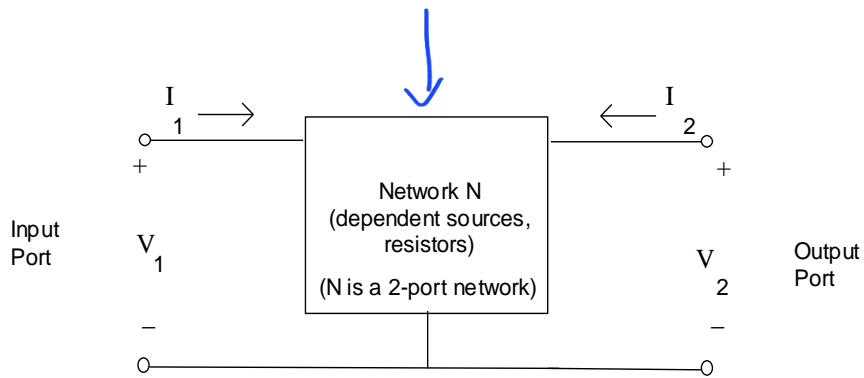 I
1
I
2
+
+
Network N
(dependent sources,
resistors)
(N is a 2-port network)
Input
Port
V
1
V
2
Output
Port
–
–